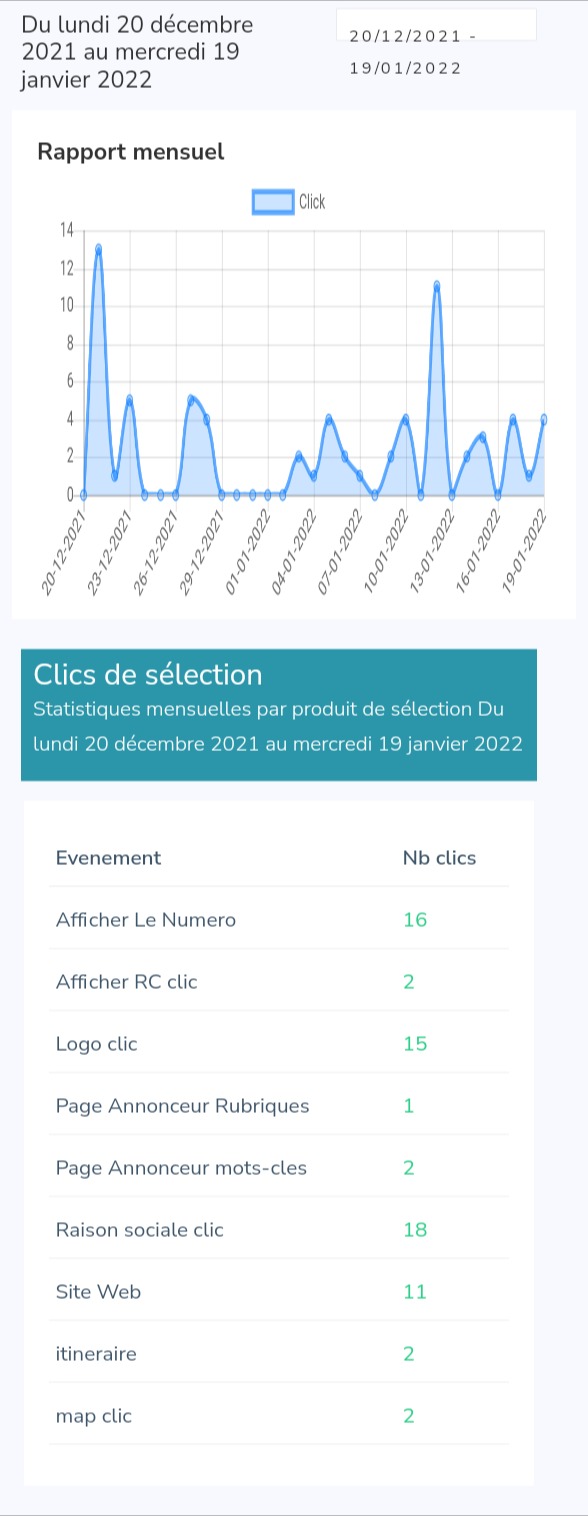 Du lundi 20 décembre
2021 au mercredi 19
janvier 2022
20/12/2021 -
19/01/2022
Rapport mensuel
Click
14
12
10
8
6
4
2
0
20-12-2021
23-12-2021
26-12-2021
29-12-2021
01-01-2022
04-01-2022
07-01-2022
10-01-2022
13-01-2022
16-01-2022
19-01-2022
Clics de sélection
Statistiques mensuelles par produit de sélection Du
lundi 20 décembre 2021 au mercredi 19 janvier 2022
Evenement Nb clics
Afficher Le Numero 16
Afficher RC clic 2
Logo clic 15
Page Annonceur Rubriques 1
Page Annonceur mots-cles 2
Raison sociale clic 18
Site Web 11
itineraire 2
map clic 2